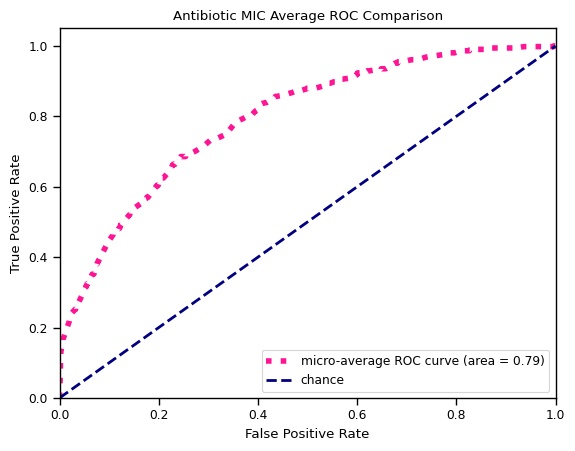 Antibiotic MIC Average ROC Comparison
1.0
0.8
0.6
0.4
0.2
0.0
True Positive Rate
micro-average ROC curve (area = 0.79)
chance
0.0 0.2 0.4 0.6 0.8 1.0
False Positive Rate